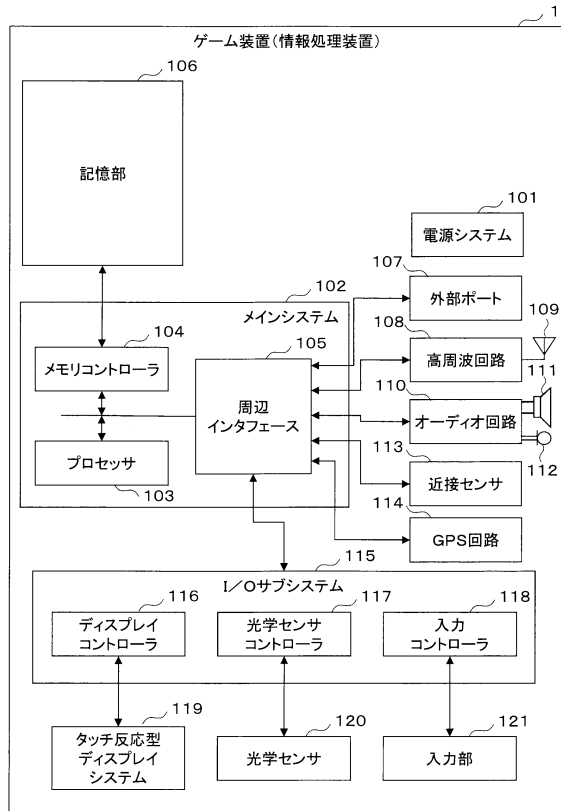 1
ゲーム装置(情報処理装置)
106
記憶部
101
電源システム
107
外部ポート
102
メインシステム
104
メモリコントローラ
105
周辺
インタフェース
プロセッサ
103
108
高周波回路
109
110
オーディオ回路
111
112
113
近接センサ
114
GPS回路
115
I/Oサブシステム
116
ディスプレイ
コントローラ
117
光学センサ
コントローラ
118
入力
コントローラ
119
タッチ反応型
ディスプレイ
システム
120
光学センサ
121
入力部